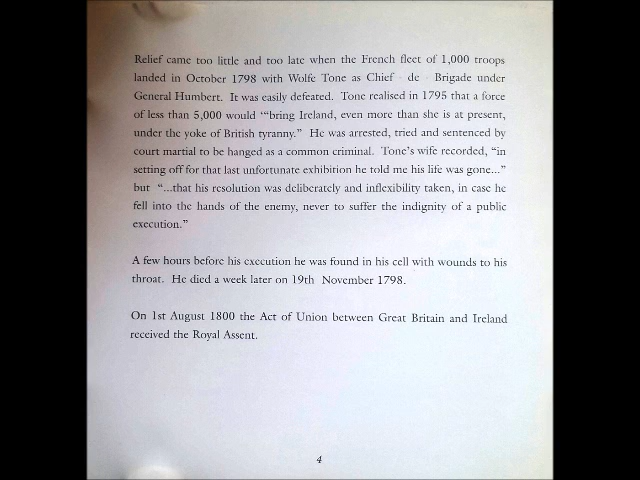 Relief came too little and too late when the French fleet of 1,000 troops
landed in October 1798 with Wolfe Tone as Chief - de - Brigade under
General Humbert. It was easily defeated. Tone realised in 1795 that a force
of less than 5,000 would '"bring Ireland, even more than she is at present,
under the yoke of British tyranny." He was arrested, tried and sentenced by
court martial to be hanged as a common criminal. Tone's wife recorded, "in
setting off for that last unfortunate exhibition he told me his life was gone..."
but "...that his resolution was deliberately and inflexibility taken, in case he
fell into the hands of the enemy, never to suffer the indignity of a public
execution."
A few hours before his execution he was found in his cell with wounds to his
throat. He died a week later on 19th November 1798.
On 1st August 1800 the Act of Union between Great Britain and Ireland
received the Royal Assent.
4